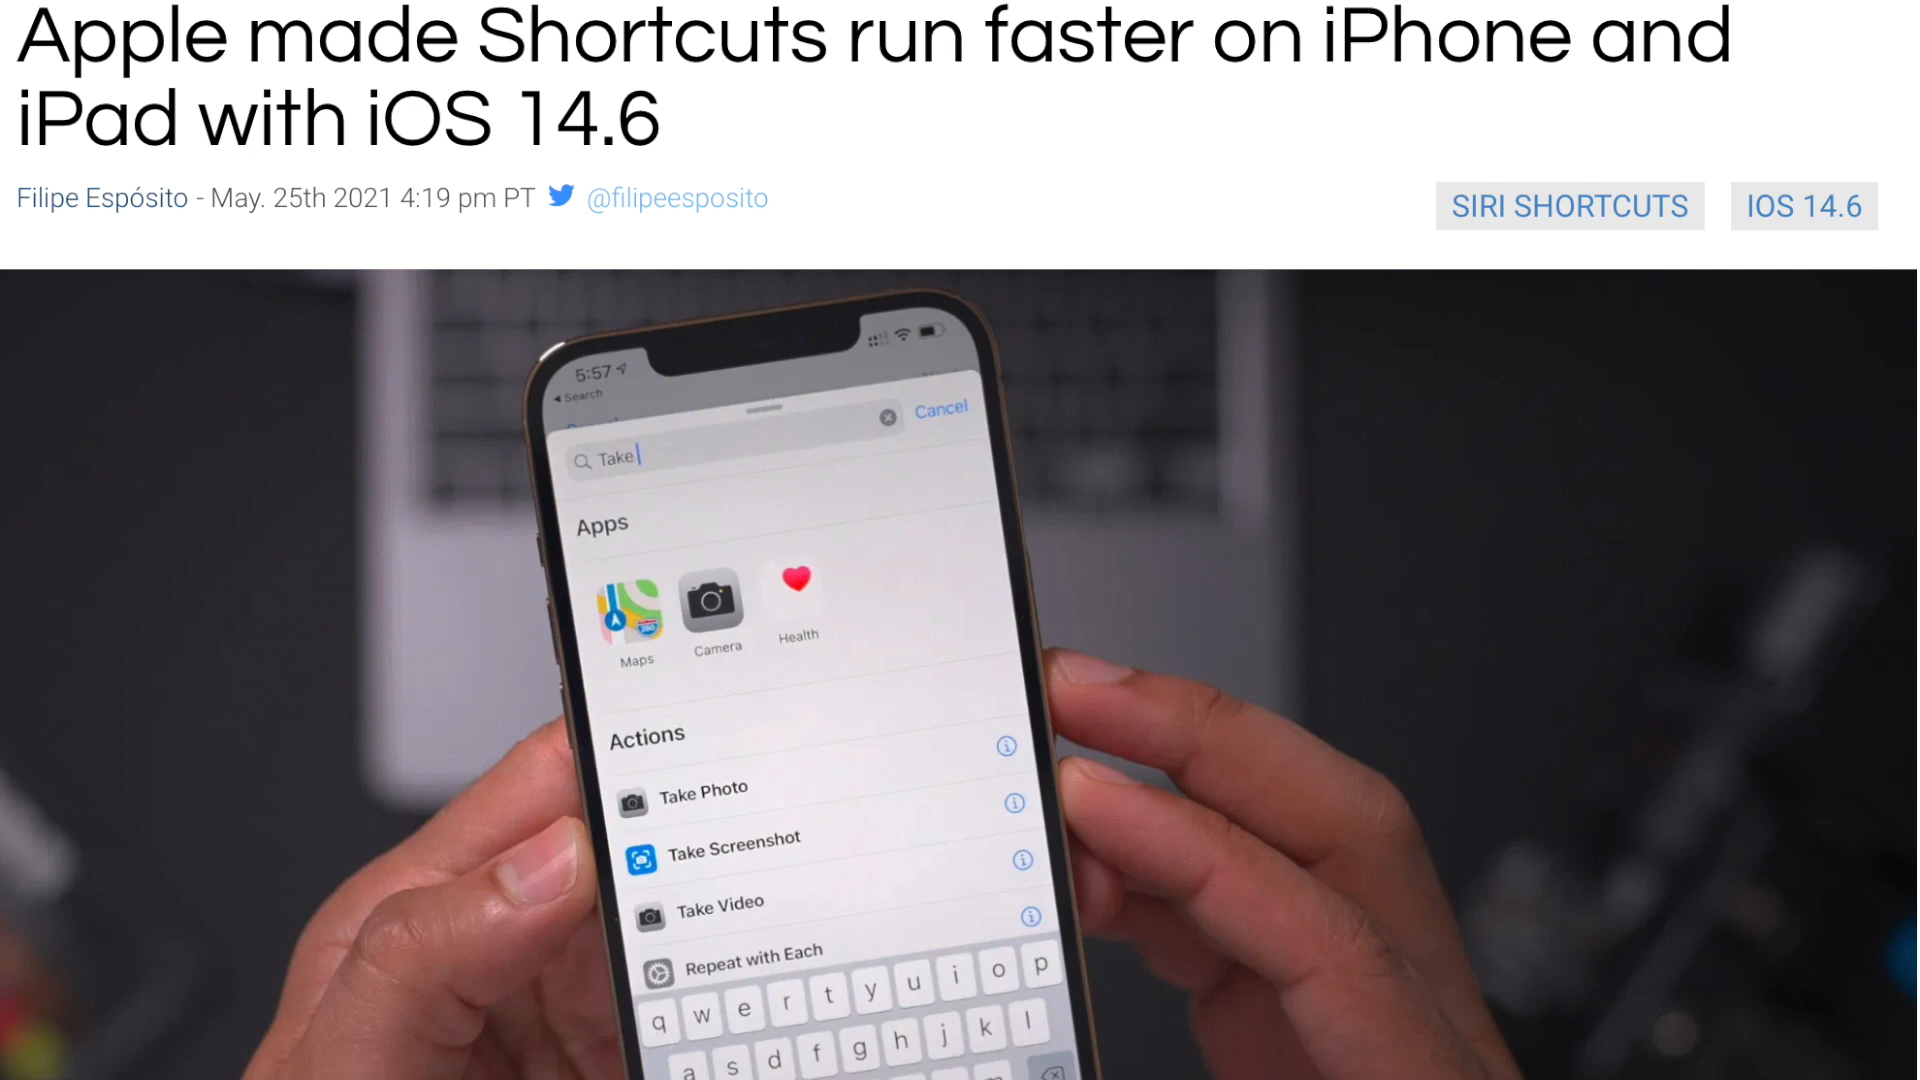 Apple made Shortcuts run faster on iPhone and
iPad with iOS 14.6
Filipe Espósito - May. 25th 2021 4:19 pm PT @filipeesposito
SIRI SHORTCUTS IOS 14.6
5:57
Search
Cancel
Take
Apps
Maps
Camera
Health
Actions
Take Photo
Take Screenshot
Take Video
Repeat with Each
q w e r t y u i o p
a s d f g h j k l